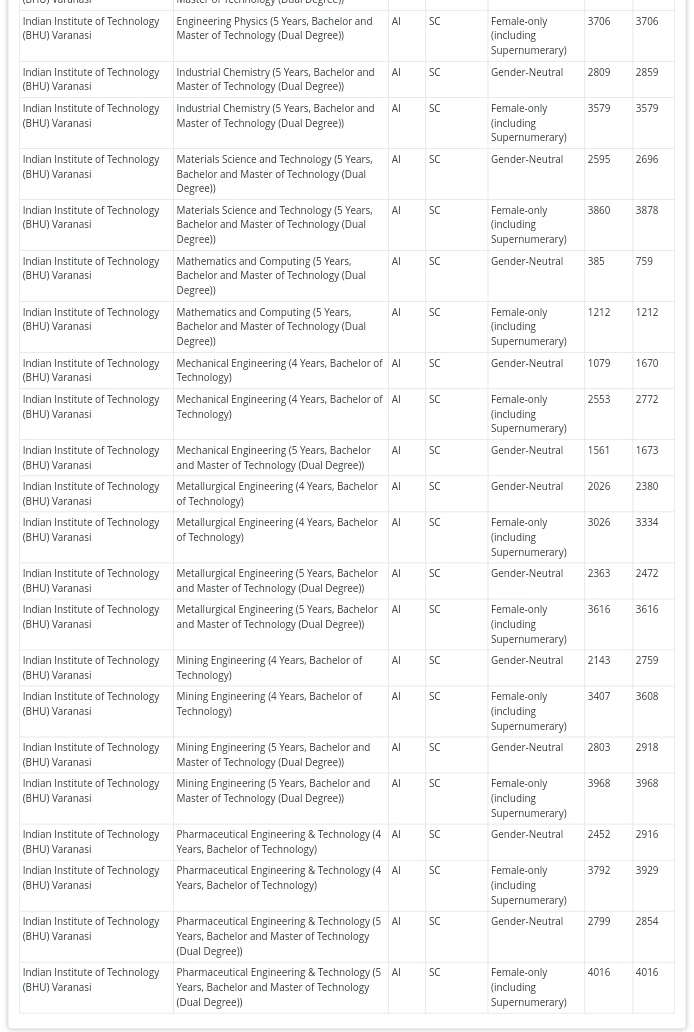 (BHU) Varanasi Master of Technology (Dual Degree))
Indian Institute of Technology Engineering Physics (5 Years, Bachelor and AI SC Female-only 3706 3706
(BHU) Varanasi Master of Technology (Dual Degree)) (including
Supernumerary)
Indian Institute of Technology Industrial Chemistry (5 Years, Bachelor and AI SC Gender-Neutral 2809 2859
(BHU) Varanasi Master of Technology (Dual Degree))
Indian Institute of Technology Industrial Chemistry (5 Years, Bachelor and AI SC Female-only 3579 3579
(BHU) Varanasi Master of Technology (Dual Degree)) (including
Supernumerary)
Indian Institute of Technology Materials Science and Technology (5 Years, AI SC Gender-Neutral 2595 2696
(BHU) Varanasi Bachelor and Master of Technology (Dual
Degree))
Indian Institute of Technology Materials Science and Technology (5 Years, AI SC Female-only 3860 3878
(BHU) Varanasi Bachelor and Master of Technology (Dual (including
Degree)) Supernumerary)
Indian Institute of Technology Mathematics and Computing (5 Years, AI SC Gender-Neutral 385 759
(BHU) Varanasi Bachelor and Master of Technology (Dual
Degree))
Indian Institute of Technology Mathematics and Computing (5 Years, AI SC Female-only 1212 1212
(BHU) Varanasi Bachelor and Master of Technology (Dual (including
Degree)) Supernumerary)
Indian Institute of Technology Mechanical Engineering (4 Years, Bachelor of AI SC Gender-Neutral 1079 1670
(BHU) Varanasi Technology)
Indian Institute of Technology Mechanical Engineering (4 Years, Bachelor of AI SC Female-only 2553 2772
(BHU) Varanasi Technology) (including
Supernumerary)
Indian Institute of Technology Mechanical Engineering (5 Years, Bachelor AI SC Gender-Neutral 1561 1673
(BHU) Varanasi and Master of Technology (Dual Degree))
Indian Institute of Technology Metallurgical Engineering (4 Years, Bachelor AI SC Gender-Neutral 2026 2380
(BHU) Varanasi of Technology)
Indian Institute of Technology Metallurgical Engineering (4 Years, Bachelor AI SC Female-only 3026 3334
(BHU) Varanasi of Technology) (including
Supernumerary)
Indian Institute of Technology Metallurgical Engineering (5 Years, Bachelor AI SC Gender-Neutral 2363 2472
(BHU) Varanasi and Master of Technology (Dual Degree))
Indian Institute of Technology Metallurgical Engineering (5 Years, Bachelor AI SC Female-only 3616 3616
(BHU) Varanasi and Master of Technology (Dual Degree)) (including
Supernumerary)
Indian Institute of Technology Mining Engineering (4 Years, Bachelor of AI SC Gender-Neutral 2143 2759
(BHU) Varanasi Technology)
Indian Institute of Technology Mining Engineering (4 Years, Bachelor of AI SC Female-only 3407 3608
(BHU) Varanasi Technology) (including
Supernumerary)
Indian Institute of Technology Mining Engineering (5 Years, Bachelor and AI SC Gender-Neutral 2803 2918
(BHU) Varanasi Master of Technology (Dual Degree))
Indian Institute of Technology Mining Engineering (5 Years, Bachelor and AI SC Female-only 3968 3968
(BHU) Varanasi Master of Technology (Dual Degree)) (including
Supernumerary)
Indian Institute of Technology Pharmaceutical Engineering & Technology (4 AI SC Gender-Neutral 2452 2916
(BHU) Varanasi Years, Bachelor of Technology)
Indian Institute of Technology Pharmaceutical Engineering & Technology (4 AI SC Female-only 3792 3929
(BHU) Varanasi Years, Bachelor of Technology) (including
Supernumerary)
Indian Institute of Technology Pharmaceutical Engineering & Technology (5 AI SC Gender-Neutral 2799 2854
(BHU) Varanasi Years, Bachelor and Master of Technology
(Dual Degree))
Indian Institute of Technology Pharmaceutical Engineering & Technology (5 AI SC Female-only 4016 4016
(BHU) Varanasi Years, Bachelor and Master of Technology (including
(Dual Degree)) Supernumerary)